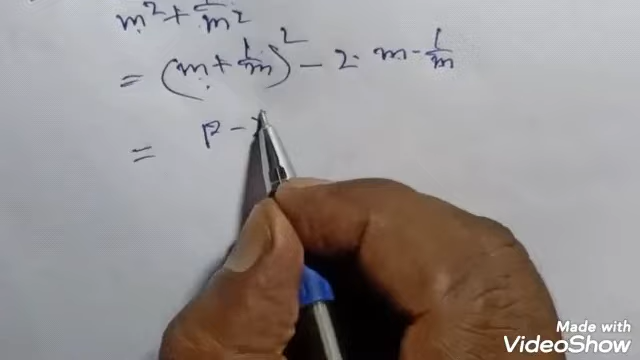 m² + 1/m²
= (m + 1/m)² - 2 · m - 1/m
= P -
Made with
VideoShow